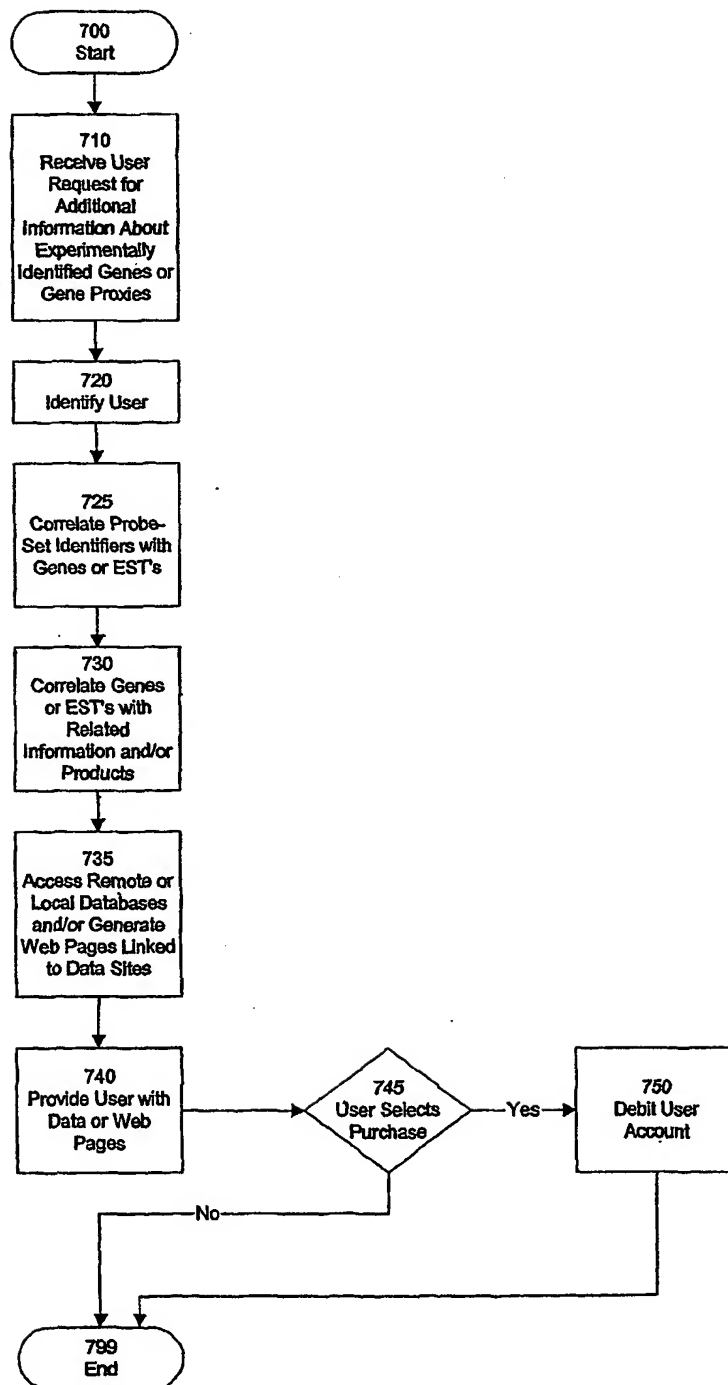 700
Start
710
Receive User
Request for
Additional
Information About
Experimentally
Identified Genes or
Gene Proxies
720
Identify User
725
Correlate Probe-
Set Identifiers with
Genes or EST's
730
Correlate Genes
or EST's with
Related
Information and/or
Products
735
Access Remote or
Local Databases
and/or Generate
Web Pages Linked
to Data Sites
740
Provide User with
Data or Web
Pages
745
User Selects
Purchase
Yes
750
Debit User
Account
No
799
End